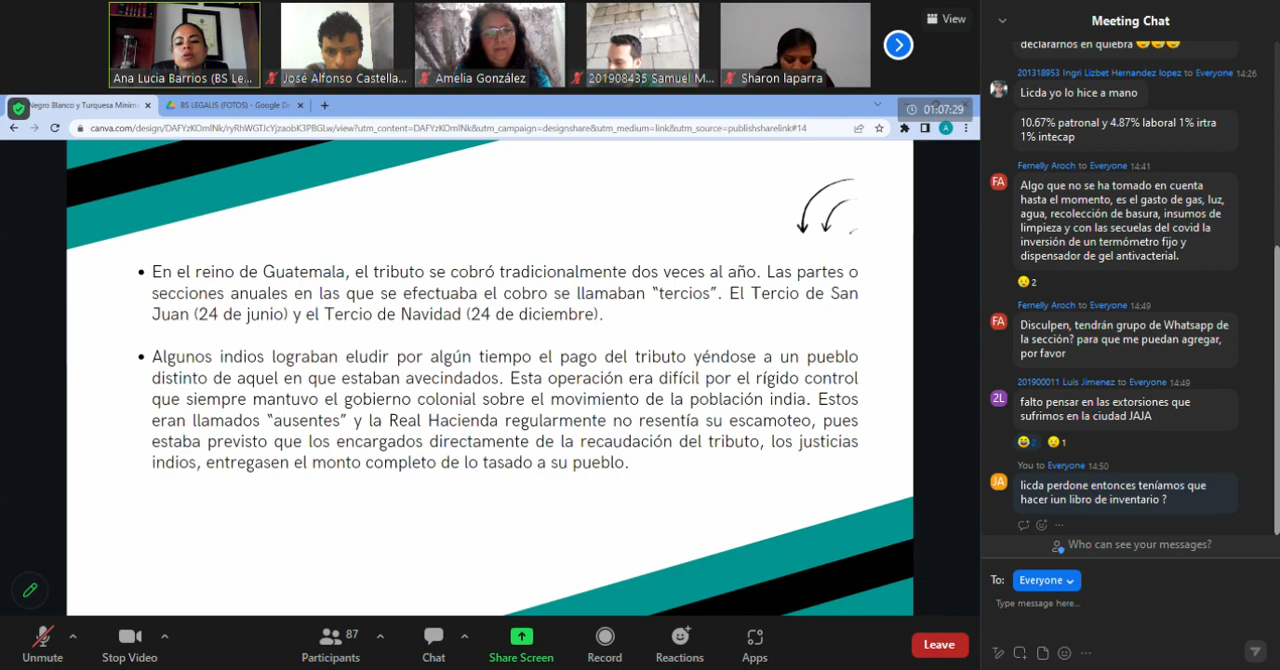 View
Ana Lucia Barrios (BS Le...
José Alfonso Castella...
Amelia González
201908435 Samuel M...
Sharon laparra
Negro Blanco y Turquesa Minim
BS LEGALIS (FOTOS) - Google Dr
01:07:29
canva.com/design/DAFYzKOmlNk/ryRhWGTJcYjzaobK3PBGLw/view?utm_content=DAFYzKOmlNk&utm_campaign=designshare&utm_medium=link&utm_source=publishsharelink#14
A
• En el reino de Guatemala, el tributo se cobró tradicionalmente dos veces al año. Las partes o
secciones anuales en las que se efectuaba el cobro se llamaban “tercios”. El Tercio de San
Juan (24 de junio) y el Tercio de Navidad (24 de diciembre).
• Algunos indios lograban eludir por algún tiempo el pago del tributo yéndose a un pueblo
distinto de aquel en que estaban avecindados. Esta operación era difícil por el rígido control
que siempre mantuvo el gobierno colonial sobre el movimiento de la población india. Estos
eran llamados “ausentes” y la Real Hacienda regularmente no resentía su escamoteo, pues
estaba previsto que los encargados directamente de la recaudación del tributo, los justicias
indios, entregasen el monto completo de lo tasado a su pueblo.
Unmute
Stop Video
87
Participants
Chat
Share Screen
Record
Reactions
Apps
Leave
Meeting Chat
declararnos en quiebra
201318953 Ingri Lizbet Hernandez lopez to Everyone 14:26
Licda yo lo hice a mano
10.67% patronal y 4.87% laboral 1% irtra
1% intecap
Fernelly Aroch to Everyone 14:41
FA
Algo que no se ha tomado en cuenta
hasta el momento, es el gasto de gas, luz,
agua, recolección de basura, insumos de
limpieza y con las secuelas del covid la
inversión de un termómetro fijo y
dispensador de gel antibacterial.
2
Fernelly Aroch to Everyone 14:49
FA
Disculpen, tendrán grupo de Whatsapp de
la sección? para que me puedan agregar,
por favor
201900011 Luis Jimenez to Everyone 14:49
2L
falto pensar en las extorsiones que
sufrimos en la ciudad JAJA
1
You to Everyone 14:50
JA
licda perdone entonces teníamos que
hacer iun libro de inventario ?
Who can see your messages?
To: Everyone
Type message here...